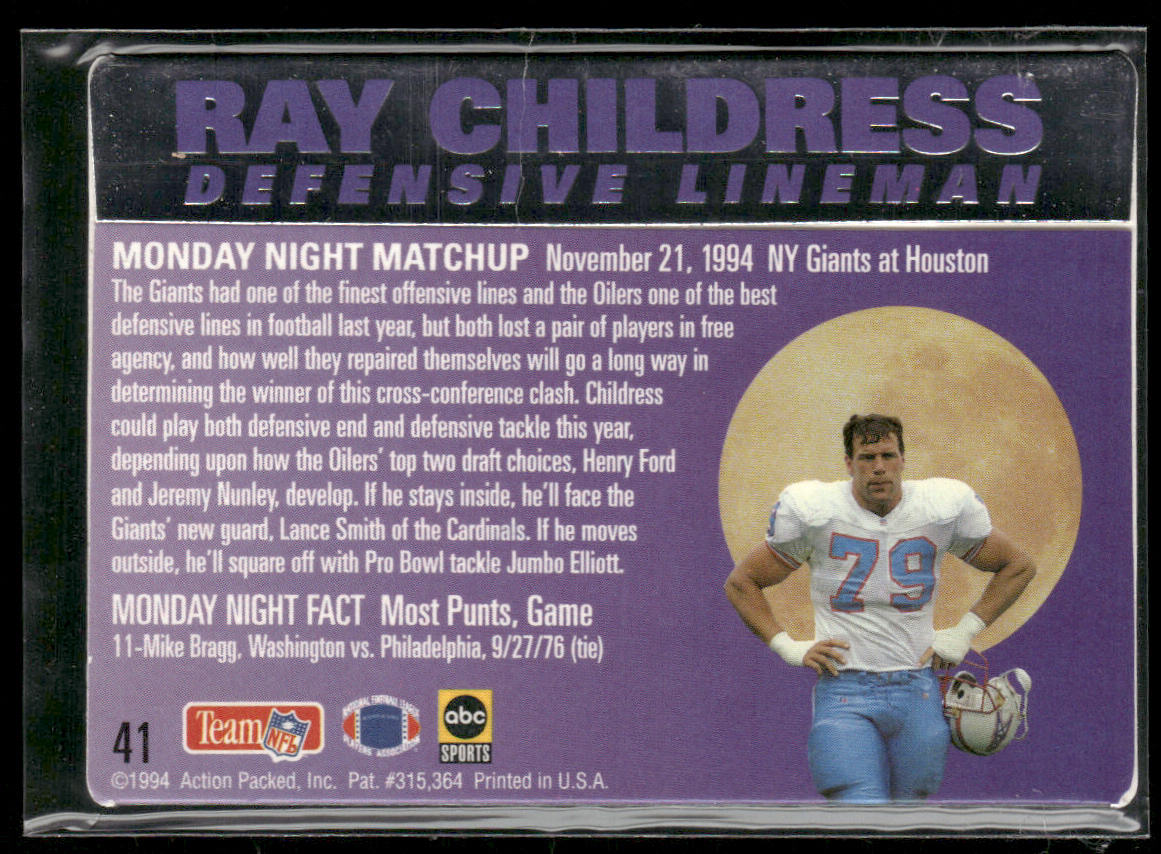 RAY CHILDRESS
DEFENSIVE LINEMAN
MONDAY NIGHT MATCHUP November 21, 1994 NY Giants at Houston
The Giants had one of the finest offensive lines and the Oilers one of the best
defensive lines in football last year, but both lost a pair of players in free
agency, and how well they repaired themselves will go a long way in
determining the winner of this cross-conference clash. Childress
could play both defensive end and defensive tackle this year,
depending upon how the Oilers' top two draft choices, Henry Ford
and Jeremy Nunley, develop. If he stays inside, he'll face the
Giants' new guard, Lance Smith of the Cardinals. If he moves
outside, he'll square off with Pro Bowl tackle Jumbo Elliott.
79
MONDAY NIGHT FACT Most Punts, Game
11-Mike Bragg, Washington vs. Philadelphia, 9/27/76 (tie)
41 Team NFL NATIONAL FOOTBALL LEAGUE PLAYERS ASSOCIATION abc SPORTS
©1994 Action Packed, Inc. Pat. #315,364 Printed in U.S.A.